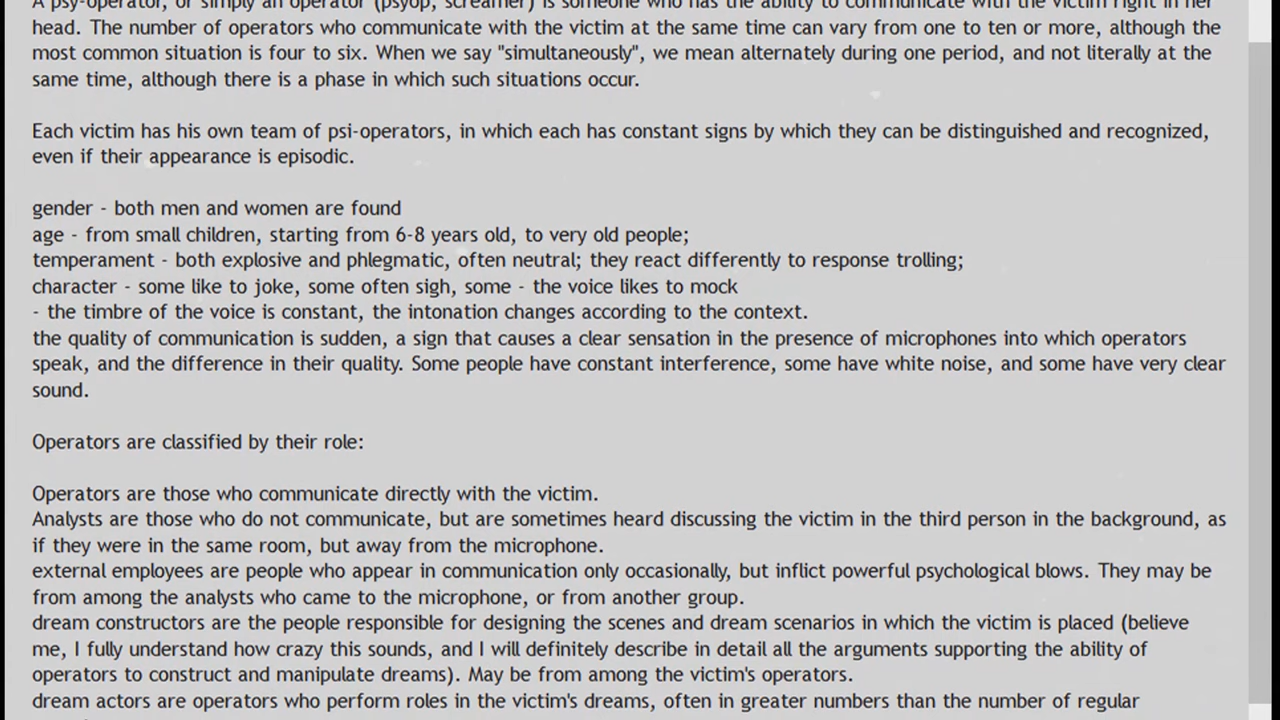 A psy-operator, or simply an operator (psyop, screamer) is someone who has the ability to communicate with the victim right in her
head. The number of operators who communicate with the victim at the same time can vary from one to ten or more, although the
most common situation is four to six. When we say "simultaneously", we mean alternately during one period, and not literally at the
same time, although there is a phase in which such situations occur.
Each victim has his own team of psi-operators, in which each has constant signs by which they can be distinguished and recognized,
even if their appearance is episodic.
gender - both men and women are found
age - from small children, starting from 6-8 years old, to very old people;
temperament - both explosive and phlegmatic, often neutral; they react differently to response trolling;
character - some like to joke, some often sigh, some - the voice likes to mock
- the timbre of the voice is constant, the intonation changes according to the context.
the quality of communication is sudden, a sign that causes a clear sensation in the presence of microphones into which operators
speak, and the difference in their quality. Some people have constant interference, some have white noise, and some have very clear
sound.
Operators are classified by their role:
Operators are those who communicate directly with the victim.
Analysts are those who do not communicate, but are sometimes heard discussing the victim in the third person in the background, as
if they were in the same room, but away from the microphone.
external employees are people who appear in communication only occasionally, but inflict powerful psychological blows. They may be
from among the analysts who came to the microphone, or from another group.
dream constructors are the people responsible for designing the scenes and dream scenarios in which the victim is placed (believe
me, I fully understand how crazy this sounds, and I will definitely describe in detail all the arguments supporting the ability of
operators to construct and manipulate dreams). May be from among the victim's operators.
dream actors are operators who perform roles in the victim's dreams, often in greater numbers than the number of regular